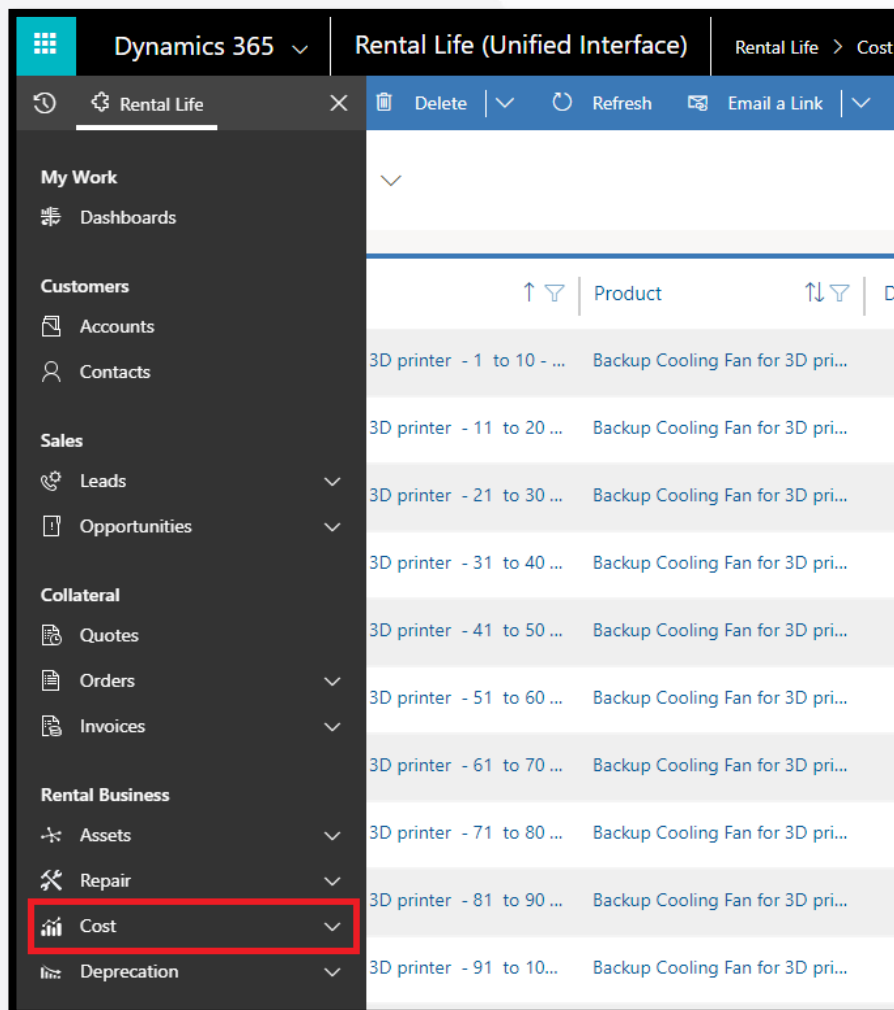 Dynamics 365
Rental Life (Unified Interface)
Rental Life > Cost
Rental Life
Delete
Refresh
Email a Link
My Work
Dashboards
Customers
Accounts
Contacts
Sales
Leads
Opportunities
Collateral
Quotes
Orders
Invoices
Rental Business
Assets
Repair
Cost
Deprecation
Product
D
3D printer - 1 to 10 - ... Backup Cooling Fan for 3D pri...
3D printer - 11 to 20 ... Backup Cooling Fan for 3D pri...
3D printer - 21 to 30 ... Backup Cooling Fan for 3D pri...
3D printer - 31 to 40 ... Backup Cooling Fan for 3D pri...
3D printer - 41 to 50 ... Backup Cooling Fan for 3D pri...
3D printer - 51 to 60 ... Backup Cooling Fan for 3D pri...
3D printer - 61 to 70 ... Backup Cooling Fan for 3D pri...
3D printer - 71 to 80 ... Backup Cooling Fan for 3D pri...
3D printer - 81 to 90 ... Backup Cooling Fan for 3D pri...
3D printer - 91 to 10... Backup Cooling Fan for 3D pri...